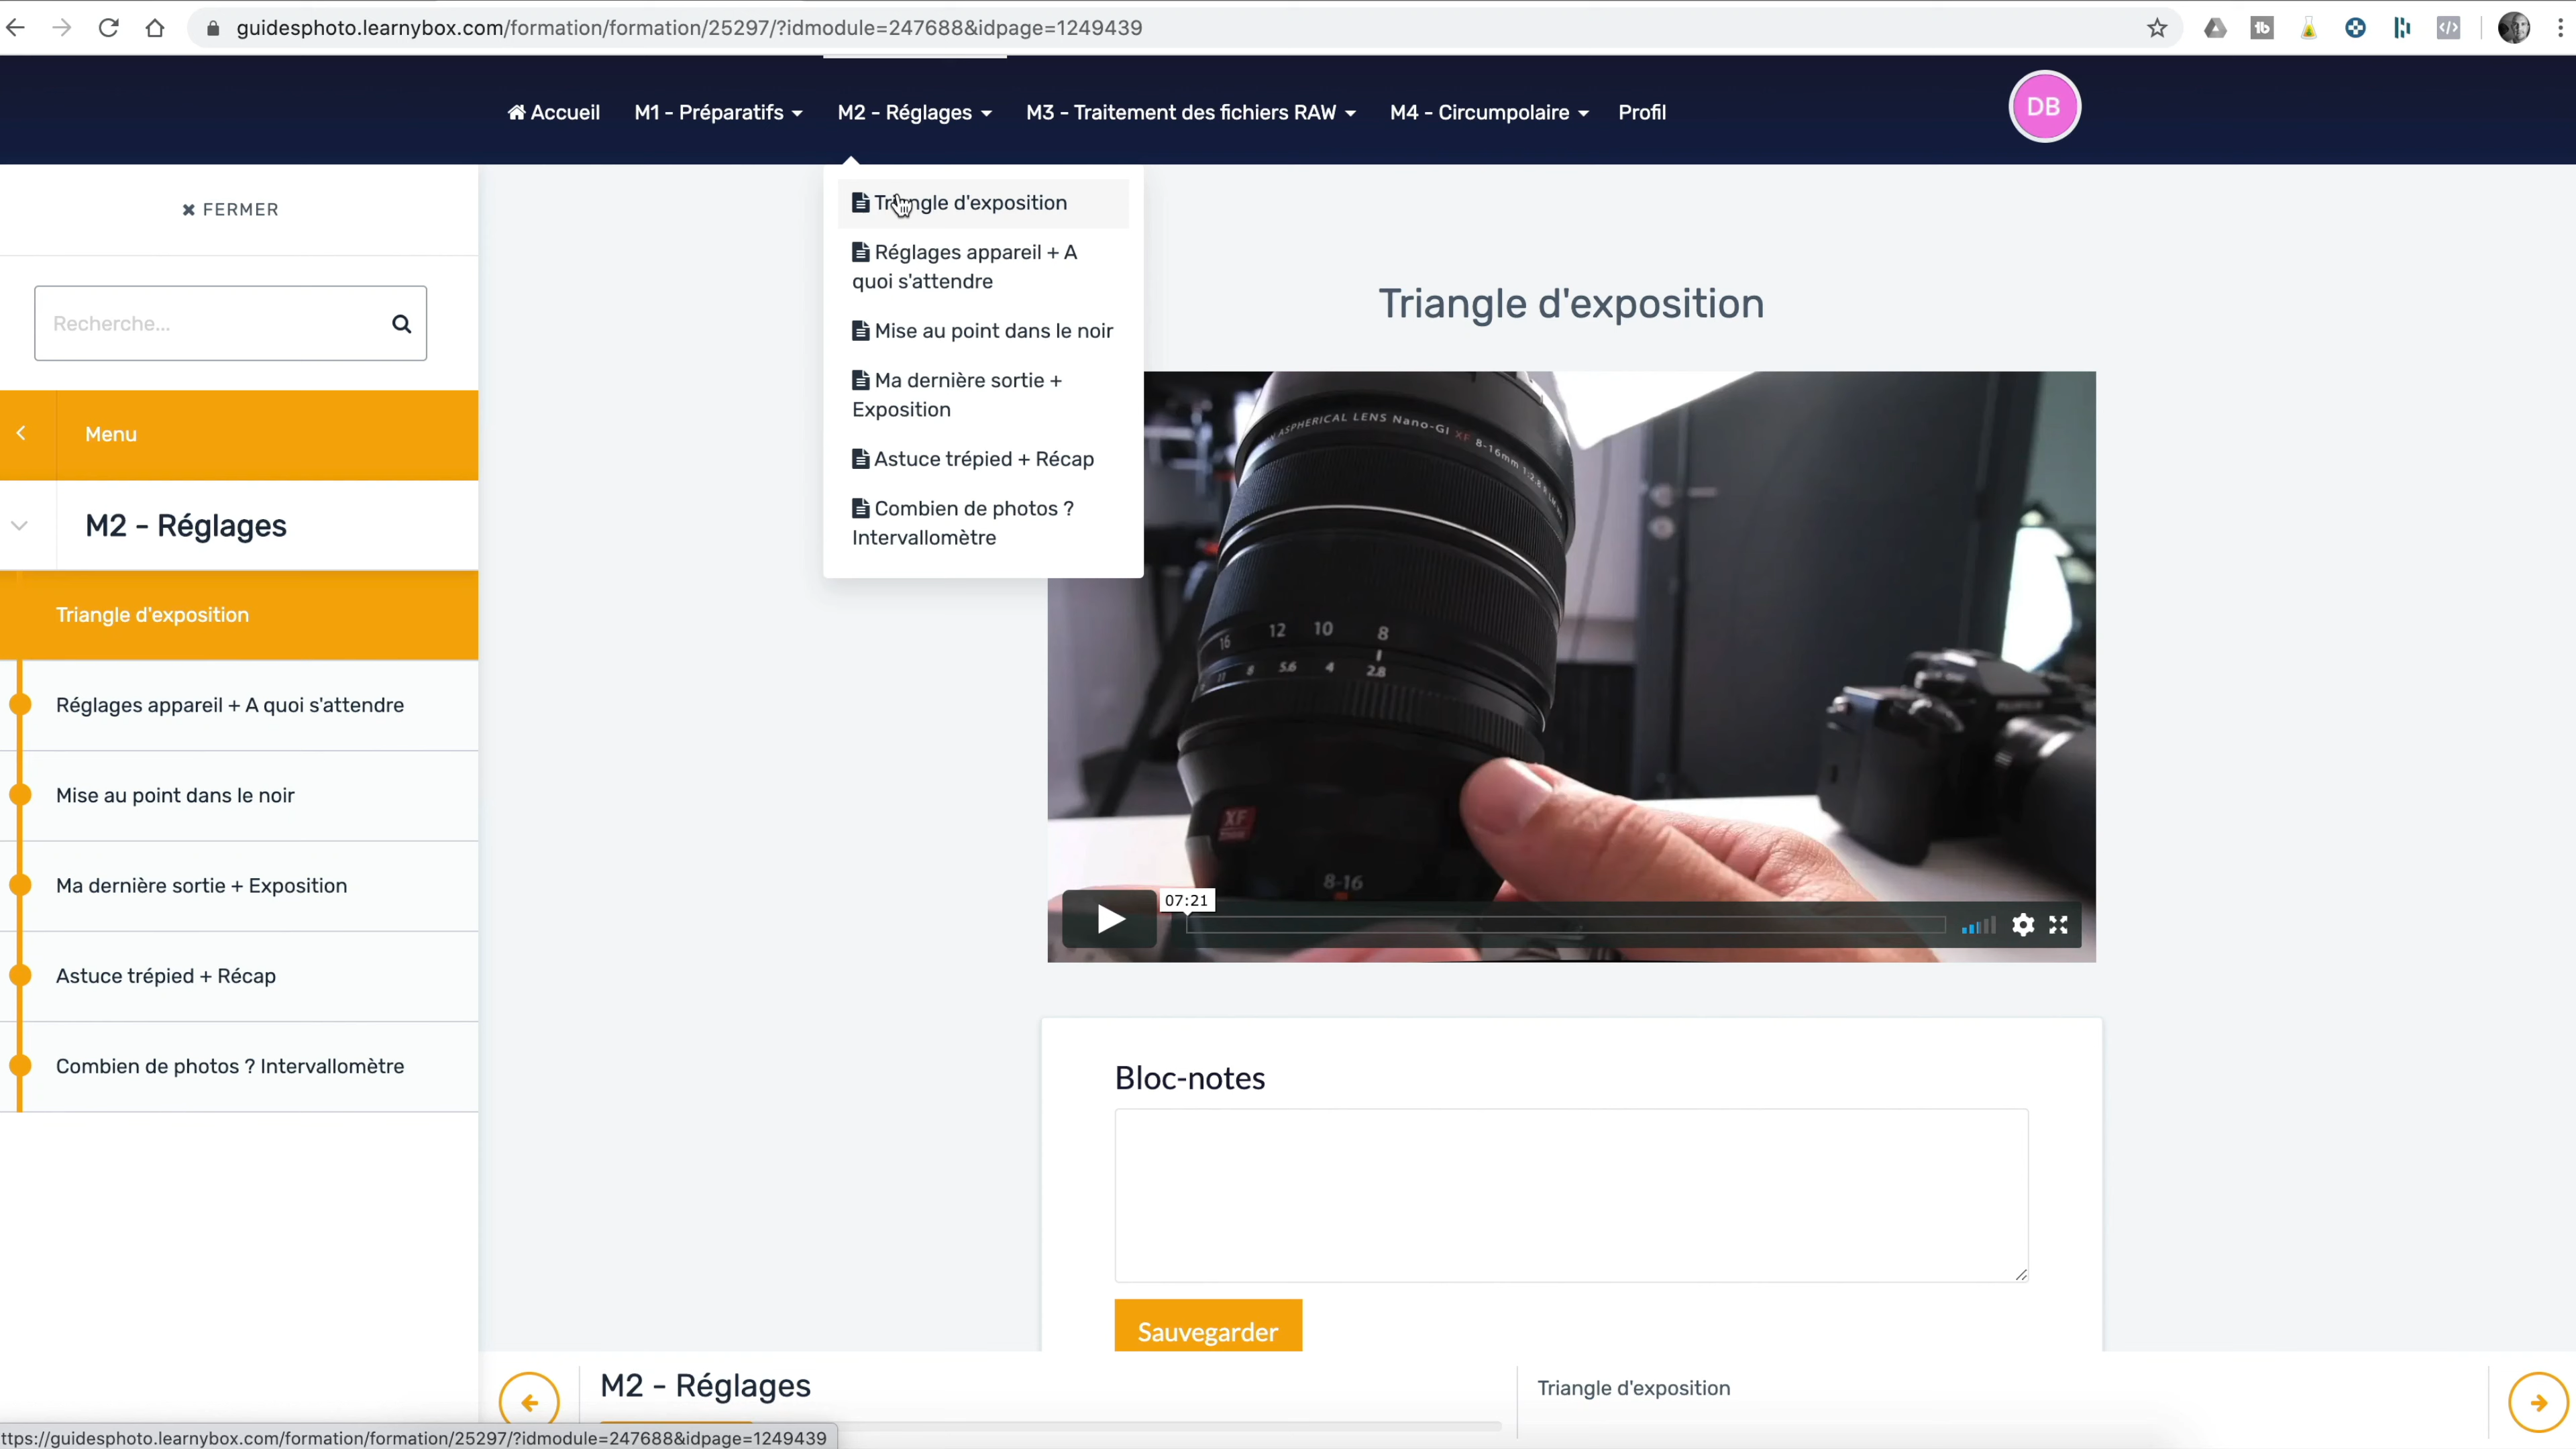 guidesphoto.learnybox.com/formation/formation/25297/?idmodule=247688&idpage=1249439
Accueil
M1 - Préparatifs
M2 - Réglages
M3 - Traitement des fichiers RAW
M4 - Circumpolaire
Profil
DB
FERMER
Recherche...
Menu
M2 - Réglages
Triangle d'exposition
Réglages appareil + A quoi s'attendre
Mise au point dans le noir
Ma dernière sortie + Exposition
Astuce trépied + Récap
Combien de photos ? Intervallomètre
Triangle d'exposition
Réglages appareil + A
quoi s'attendre
Mise au point dans le noir
Ma dernière sortie +
Exposition
Astuce trépied + Récap
Combien de photos ?
Intervallomètre
Triangle d'exposition
ASPHERICAL LENS Nano-GI XF 8-16mm 1:2.8 R LM
16 12 10 8
11 8 5.6 4 2.8
XF
8-16
07:21
Bloc-notes
Sauvegarder
M2 - Réglages
Triangle d'exposition
ttps://guidesphoto.learnybox.com/formation/formation/25297/?idmodule=247688&idpage=1249439